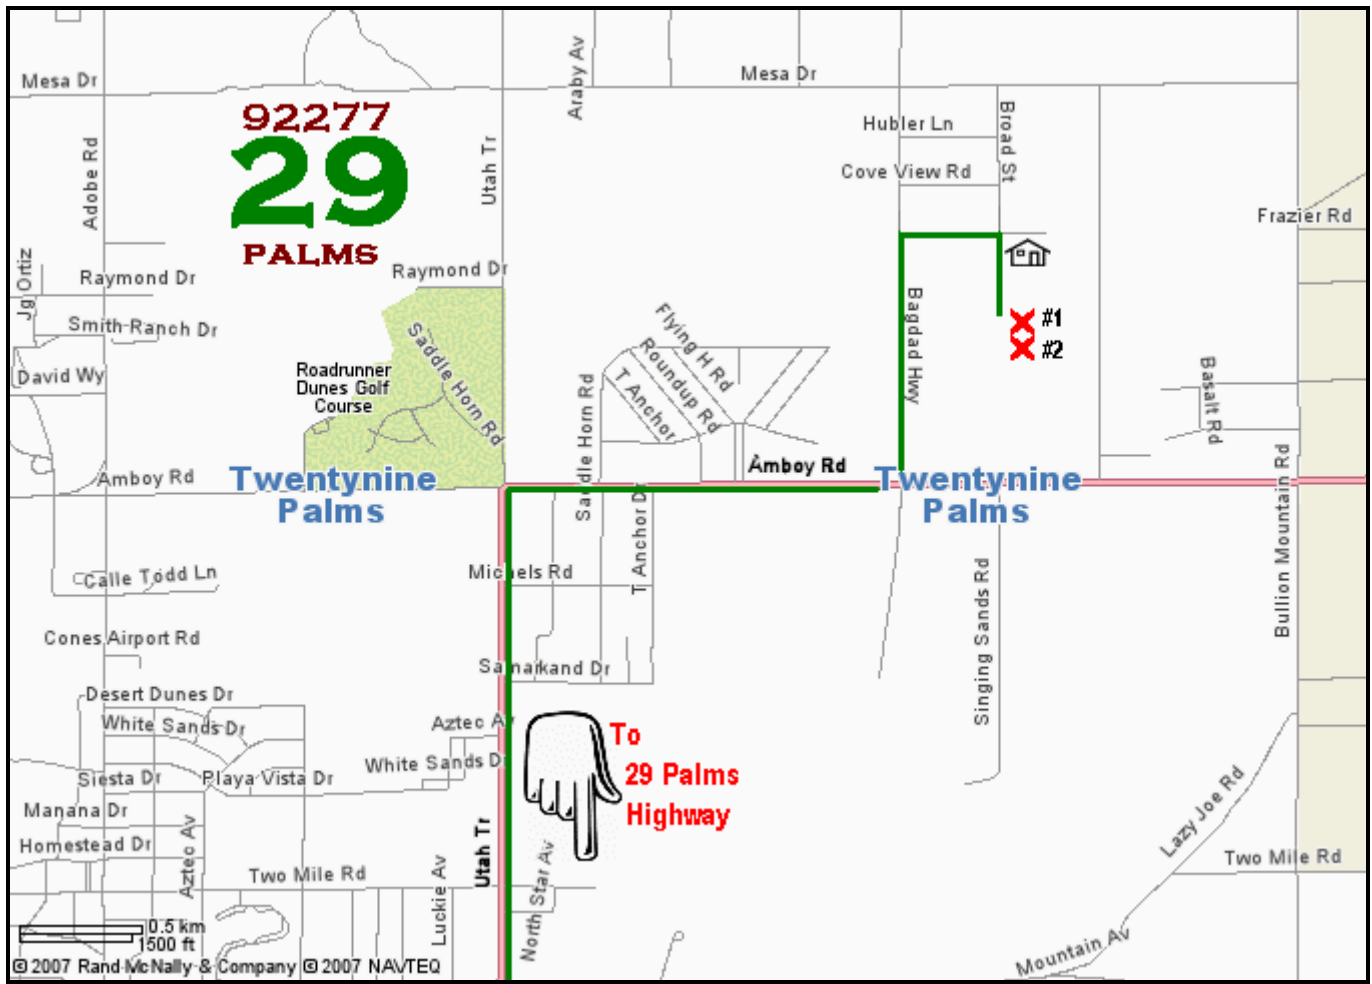 Mesa Dr
Araby Av
Mesa Dr
92277
29
PALMS
Adobe Rd
Utah Tr
Hubler Ln
Broad St
Cove View Rd
Frazier Rd
Jg Ortiz
Raymond Dr
Raymond Dr
Smith-Ranch Dr
David Wy
Saddle Horn Rd
Roadrunner
Dunes Golf
Course
Flying H Rd
Roundup Rd
T Anchor
Saddle Horn Rd
Bagdad Hwy
#1
#2
Basalt Rd
Amboy Rd
Twentynine
Palms
Amboy Rd
Twentynine
Palms
Bullion Mountain Rd
T Anchor Dr
Michels Rd
Calle Todd Ln
Cones Airport Rd
Samarkand Dr
Singing Sands Rd
Desert Dunes Dr
White Sands Dr
Aztec Av
White Sands Dr
To
29 Palms
Highway
Siesta Dr
Playa Vista Dr
Manana Dr
Homestead Dr
Aztec Av
Utah Tr
Two Mile Rd
Luckie Av
North Star Av
Lazy Joe Rd
Two Mile Rd
Mountain Av
0.5 km
1500 ft
© 2007 Rand McNally & Company © 2007 NAVTEQ